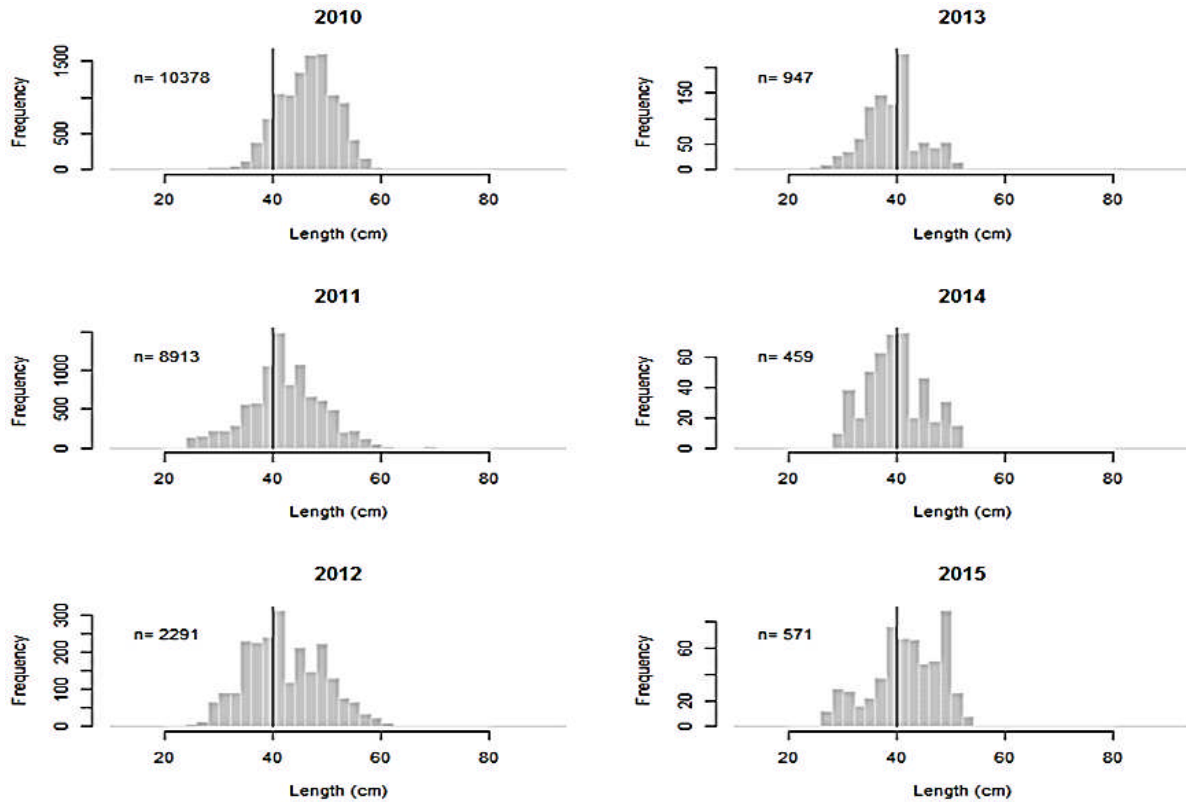 2010
n= 10378
Frequency
0 500 1500
20 40 60 80
Length (cm)
2013
n= 947
Frequency
0 50 150
20 40 60 80
Length (cm)
2011
n= 8913
Frequency
0 500 1000
20 40 60 80
Length (cm)
2014
n= 459
Frequency
0 20 40 60
20 40 60 80
Length (cm)
2012
n= 2291
Frequency
0 100 200 300
20 40 60 80
Length (cm)
2015
n= 571
Frequency
0 20 60
20 40 60 80
Length (cm)